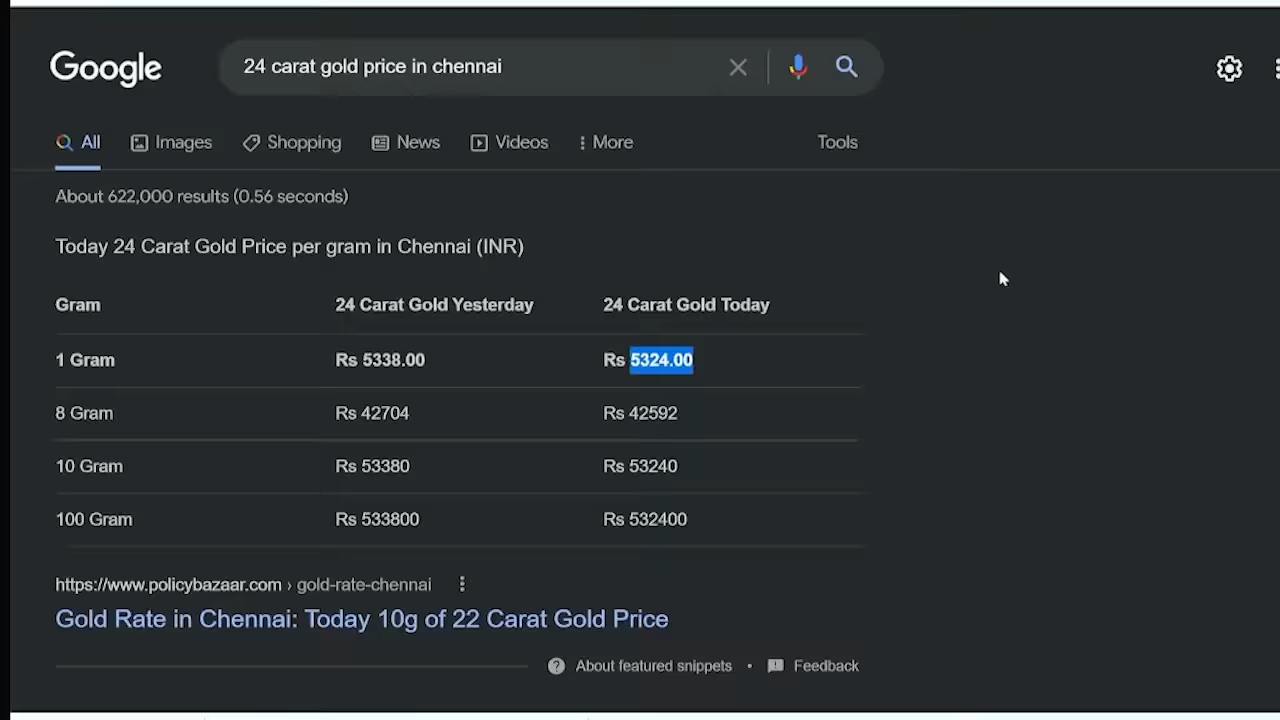 Google
24 carat gold price in chennai
All Images Shopping News Videos More Tools
About 622,000 results (0.56 seconds)
Today 24 Carat Gold Price per gram in Chennai (INR)
Gram 24 Carat Gold Yesterday 24 Carat Gold Today
1 Gram Rs 5338.00 Rs 5324.00
8 Gram Rs 42704 Rs 42592
10 Gram Rs 53380 Rs 53240
100 Gram Rs 533800 Rs 532400
https://www.policybazaar.com › gold-rate-chennai
Gold Rate in Chennai: Today 10g of 22 Carat Gold Price
About featured snippets • Feedback